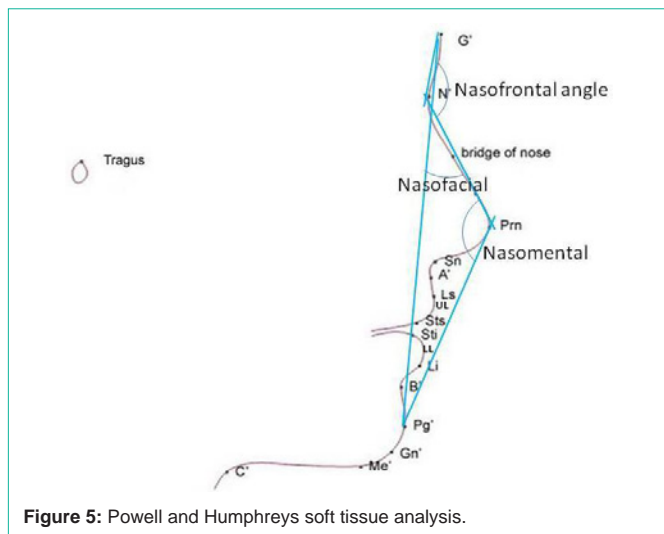 G'
N' Nasofrontal angle
Tragus
bridge of nose
Nasofacial
Prn
Nasomental
Sn
A'
Ls
UL
Sts
Sti
LL
Li
B'
Pg'
Gn'
Me'
C'
Figure 5: Powell and Humphreys soft tissue analysis.